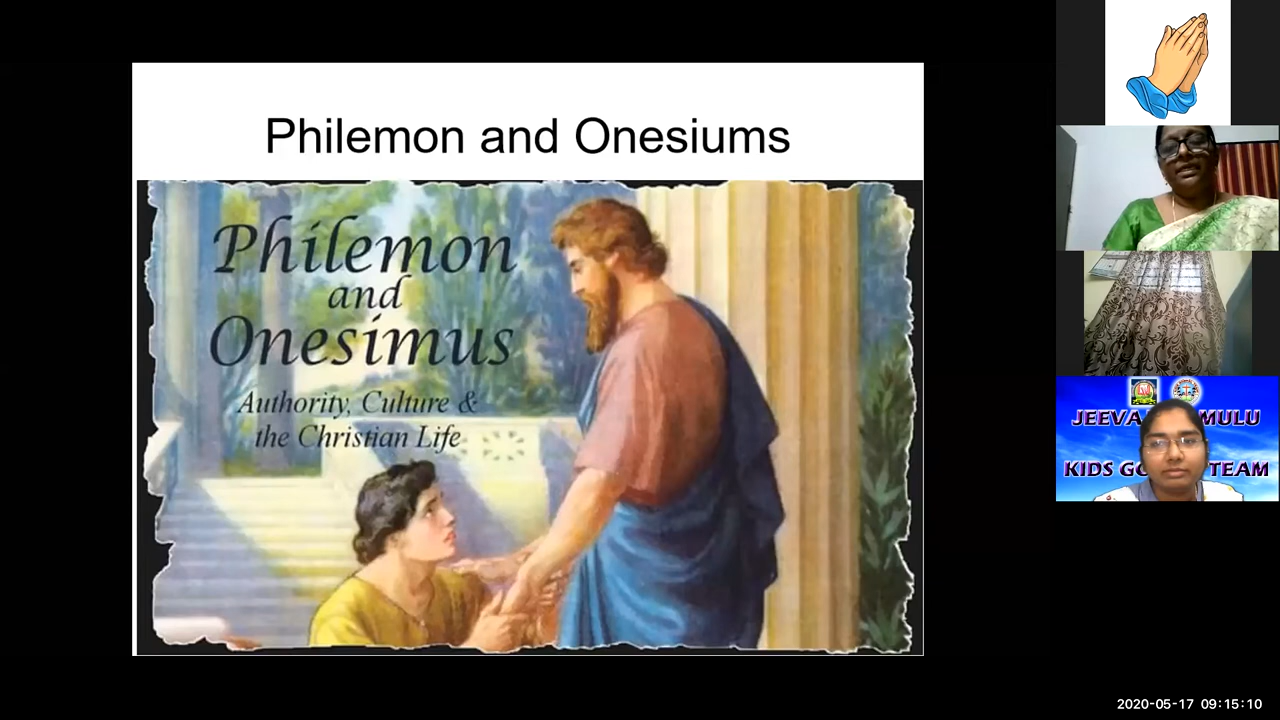 Philemon and Onesiums
Philemon
and
Onesimus
Authority, Culture &
the Christian Life
KIDS
TEAM
2020-05-17 09:15:10